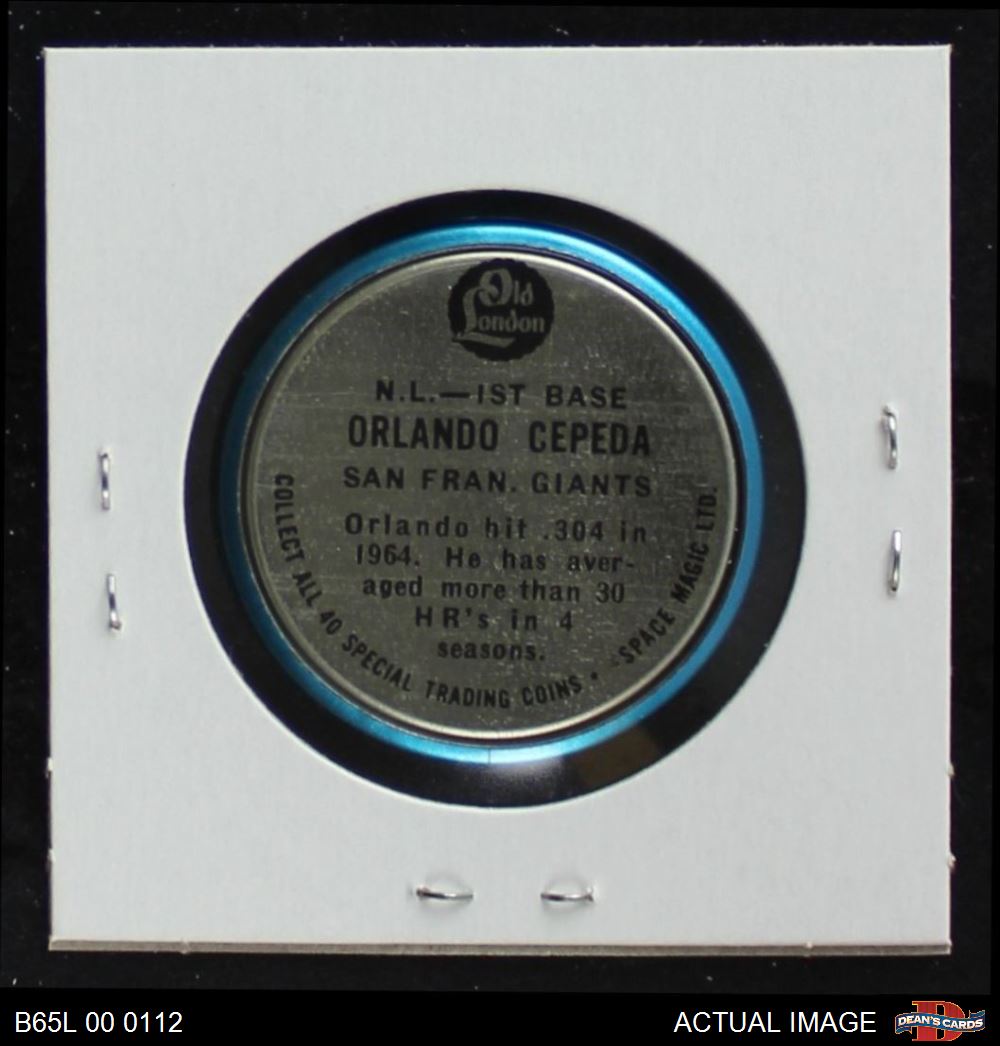 Old
London
N.L.—1ST BASE
ORLANDO CEPEDA
SAN FRAN. GIANTS
Orlando hit .304 in
1964. He has aver-
aged more than 30
HR's in 4
seasons.
COLLECT ALL 40 SPECIAL TRADING COINS • SPACE MAGIC LTD.
B65L 00 0112
ACTUAL IMAGE
DEAN'S CARDS